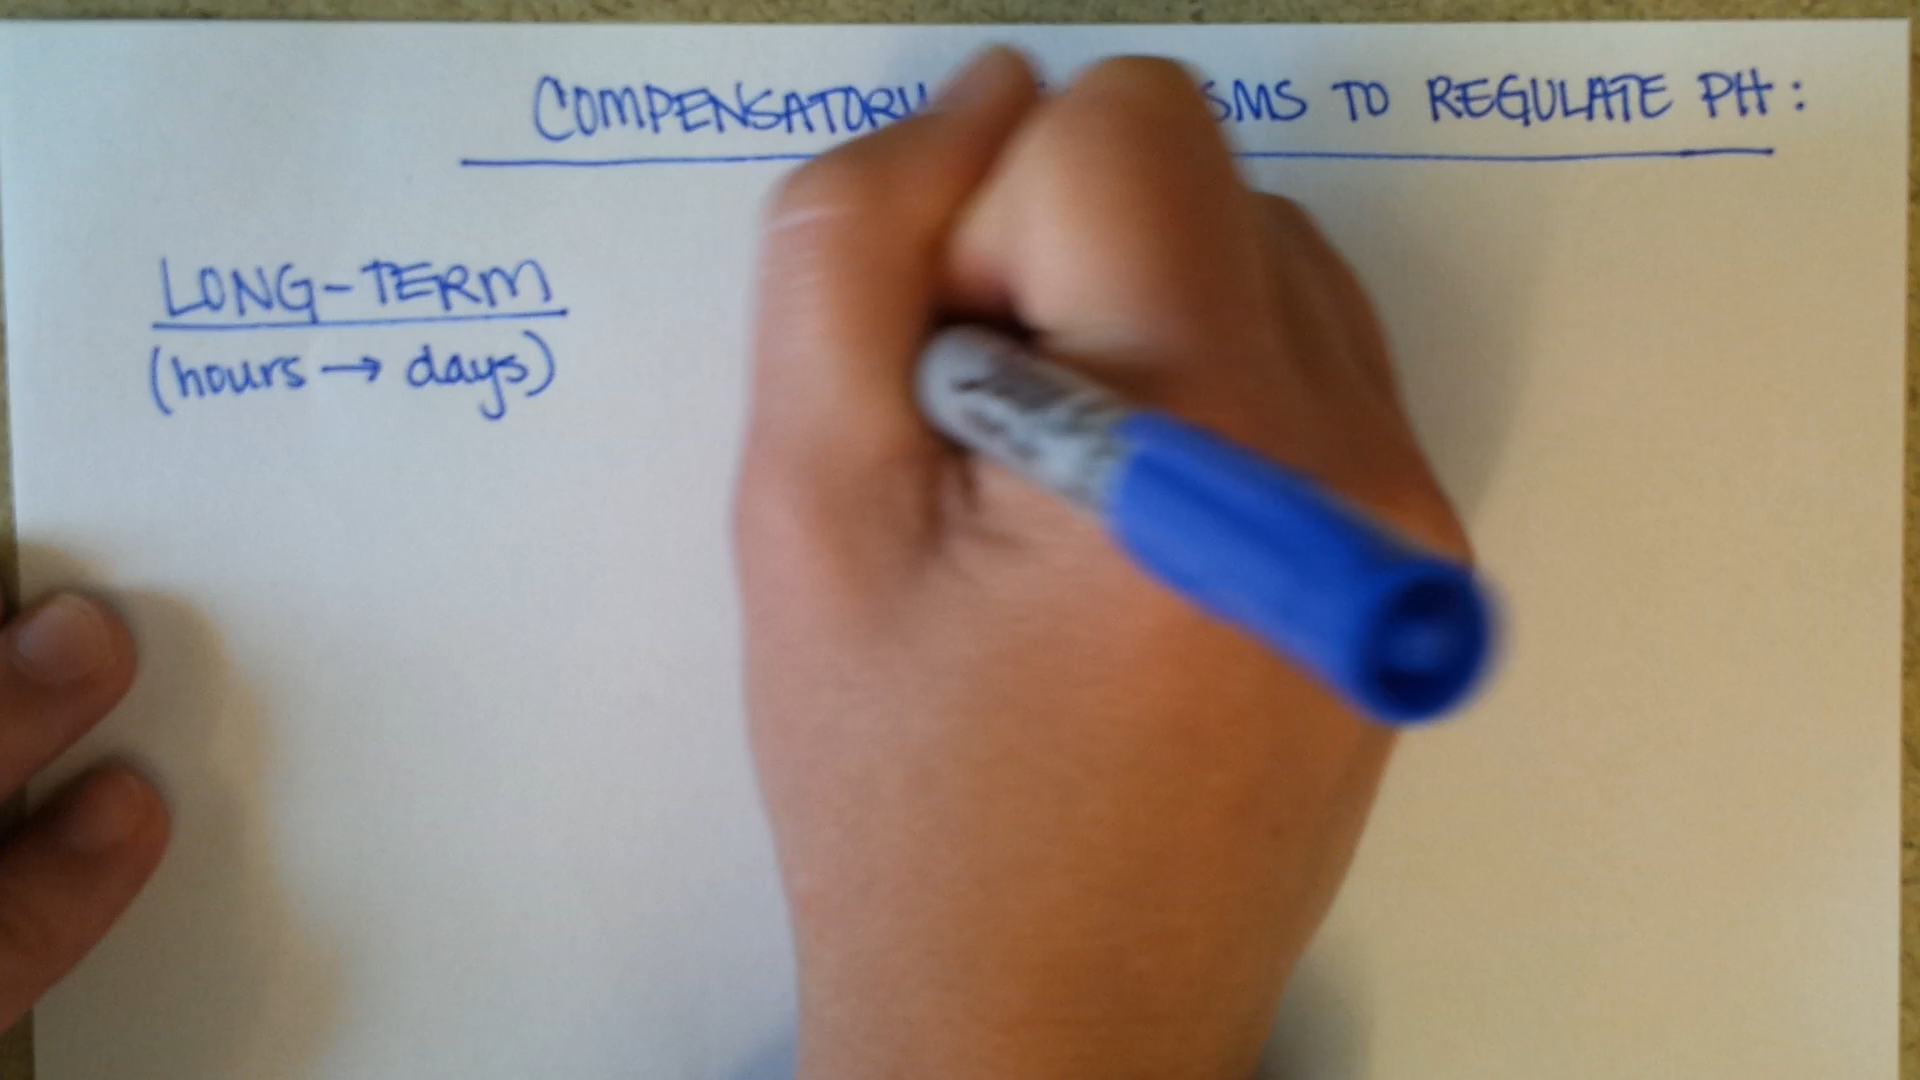 COMPENSATORY SMS TO REGULATE PH:
LONG-TERM
(hours → days)